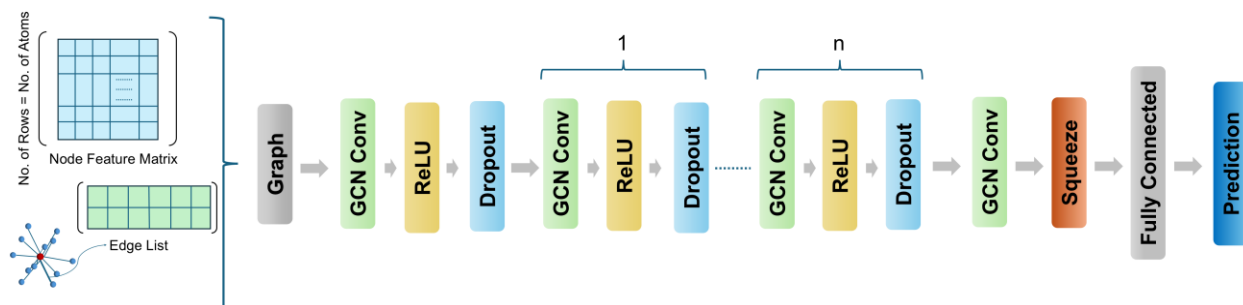 No. of Rows = No. of Atoms
Node Feature Matrix
Edge List
Graph
GCN Conv
ReLU
Dropout
1
GCN Conv
ReLU
Dropout
n
GCN Conv
ReLU
Dropout
GCN Conv
Squeeze
Fully Connected
Prediction